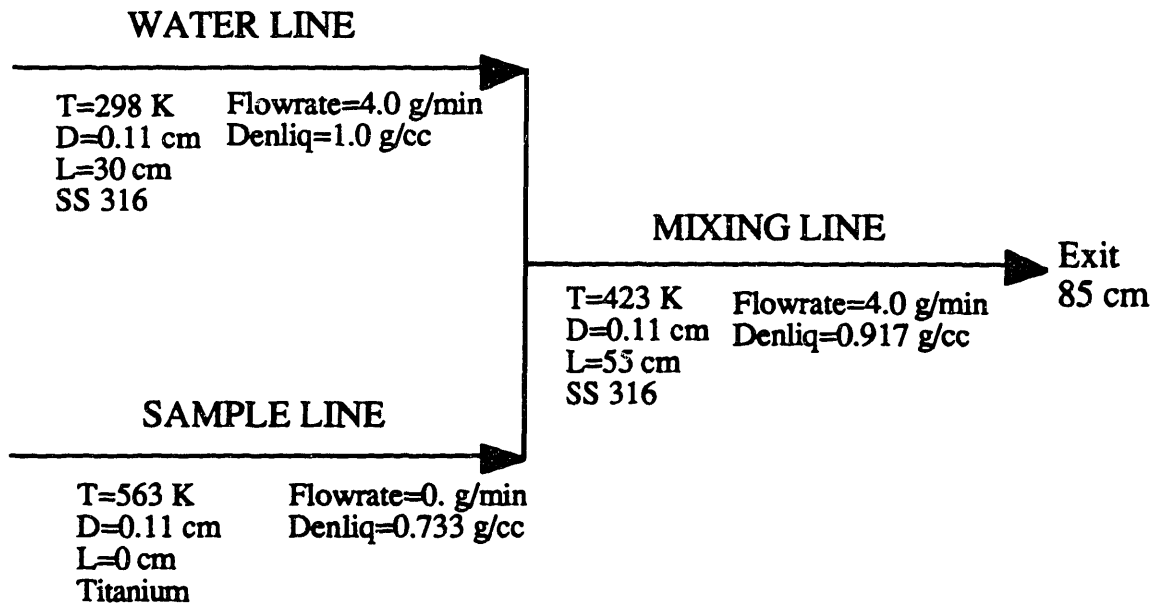 WATER LINE
T=298 K Flowrate=4.0 g/min
D=0.11 cm Denliq=1.0 g/cc
L=30 cm
SS 316
MIXING LINE
Exit
85 cm
T=423 K Flowrate=4.0 g/min
D=0.11 cm Denliq=0.917 g/cc
L=55 cm
SS 316
SAMPLE LINE
T=563 K Flowrate=0. g/min
D=0.11 cm Denliq=0.733 g/cc
L=0 cm
Titanium